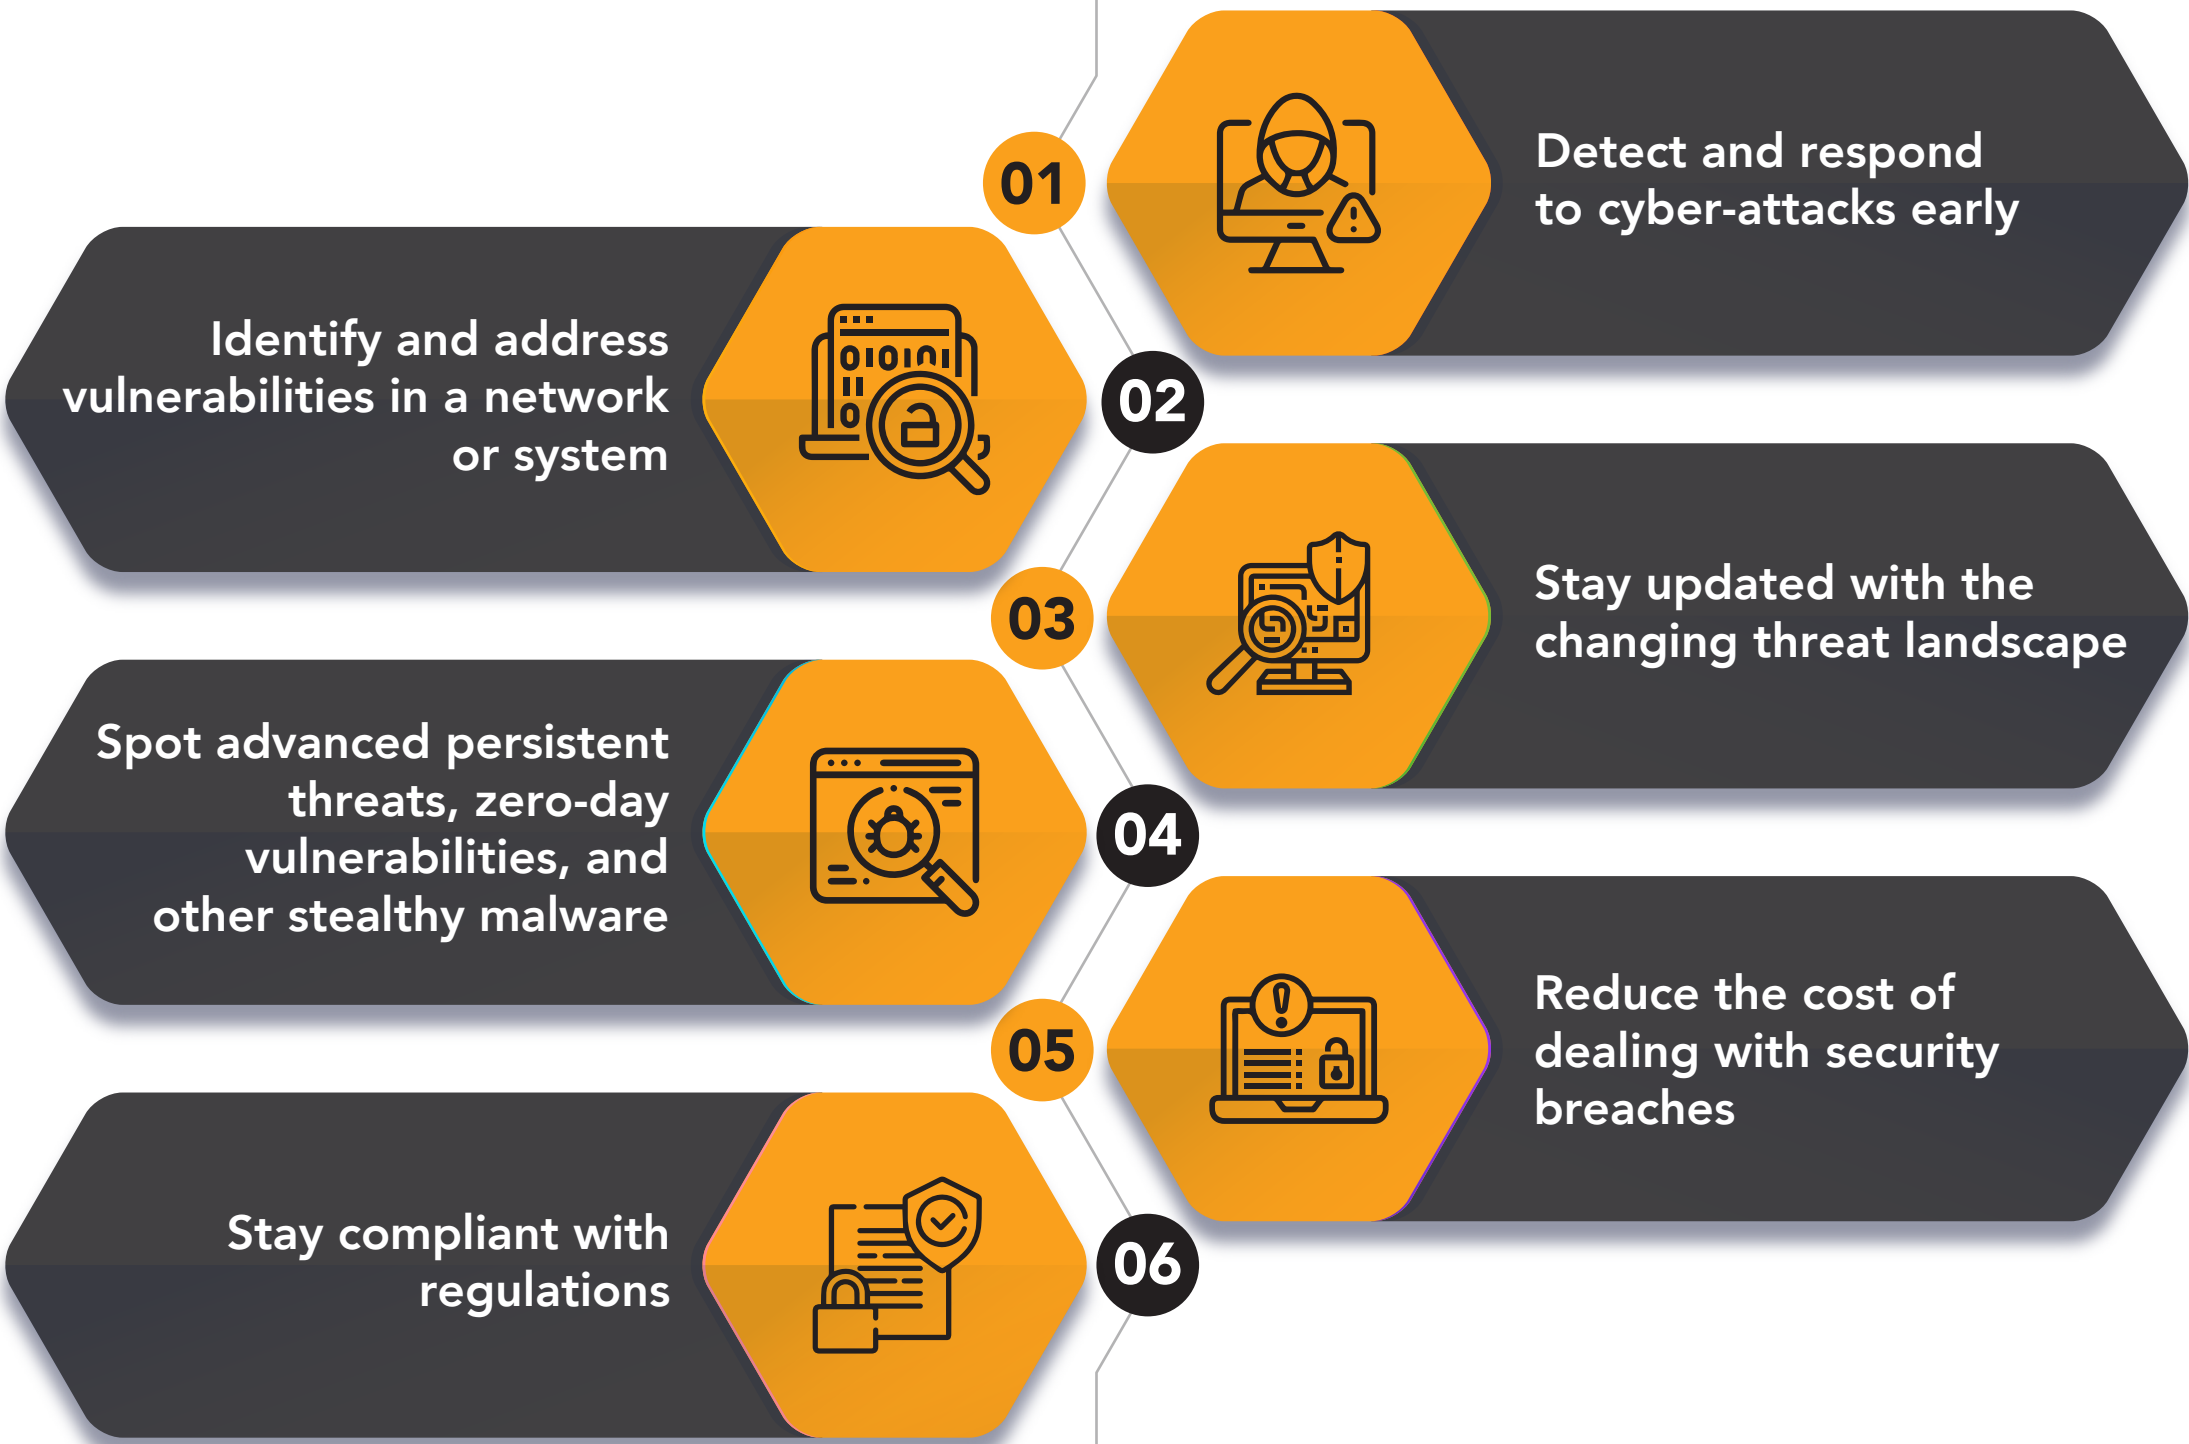 01
Detect and respond
to cyber-attacks early
02
Identify and address
vulnerabilities in a network
or system
03
Stay updated with the
changing threat landscape
04
Spot advanced persistent
threats, zero-day
vulnerabilities, and
other stealthy malware
05
Reduce the cost of
dealing with security
breaches
06
Stay compliant with
regulations